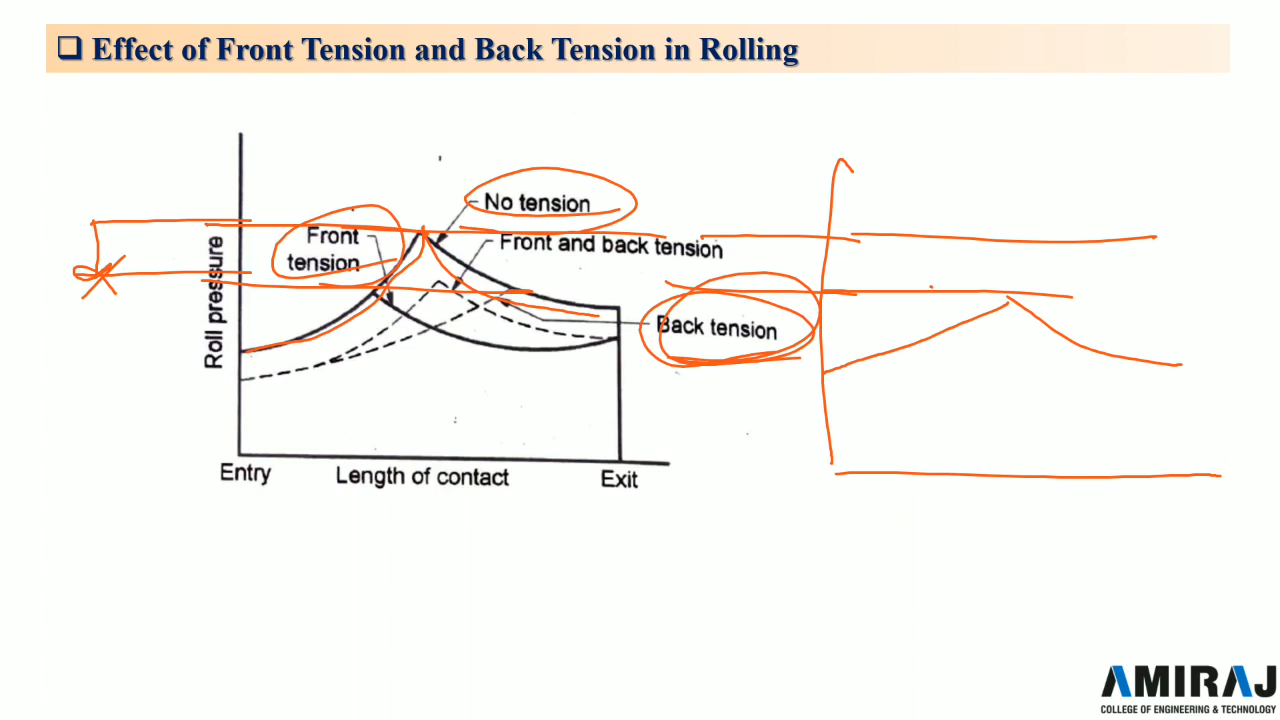 ❑ Effect of Front Tension and Back Tension in Rolling
No tension
Front
tension
Front and back tension
Back tension
Roll pressure
Entry
Length of contact
Exit
AMIRAJ
COLLEGE OF ENGINEERING & TECHNOLOGY